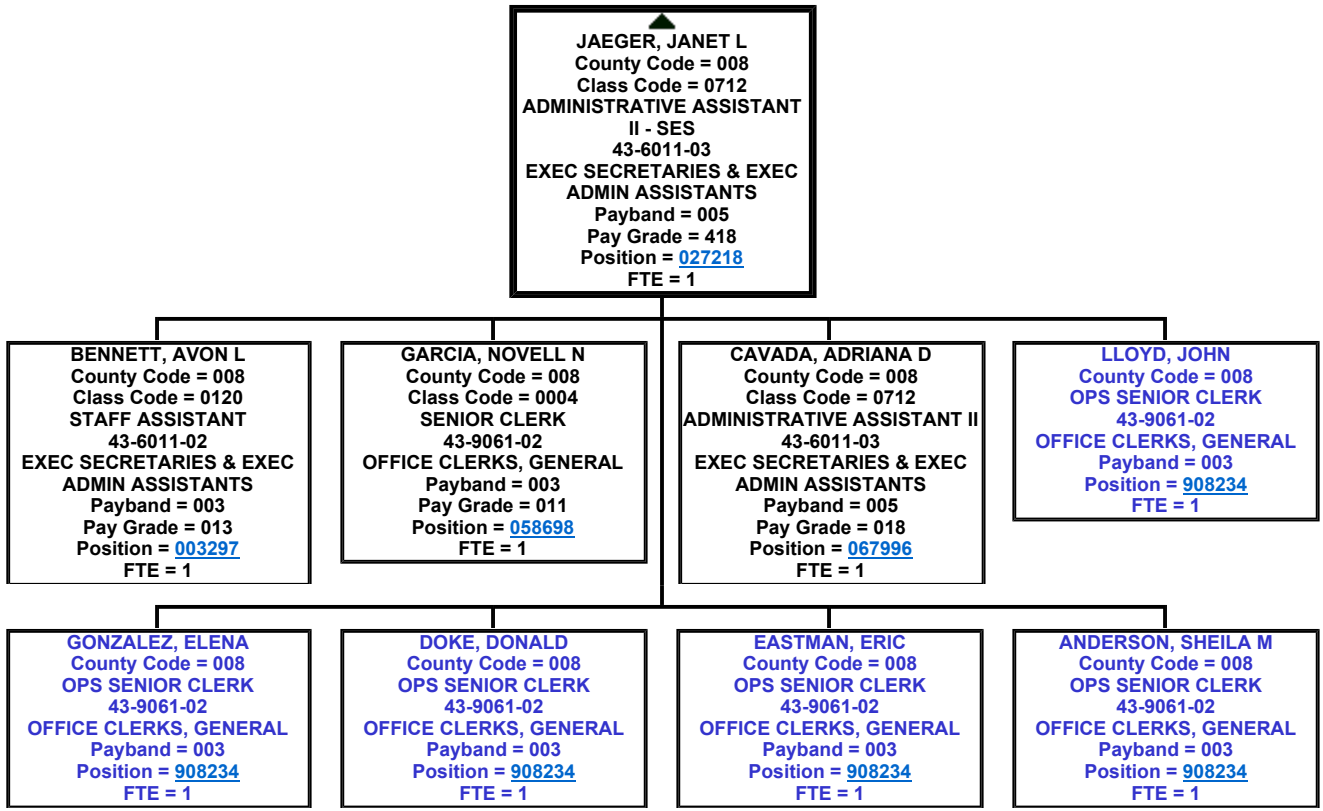 JAEGER, JANET L
County Code = 008
Class Code = 0712
ADMINISTRATIVE ASSISTANT
II - SES
43-6011-03
EXEC SECRETARIES & EXEC
ADMIN ASSISTANTS
Payband = 005
Pay Grade = 418
Position = 027218
FTE = 1
BENNETT, AVON L
County Code = 008
Class Code = 0120
STAFF ASSISTANT
43-6011-02
EXEC SECRETARIES & EXEC
ADMIN ASSISTANTS
Payband = 003
Pay Grade = 013
Position = 003297
FTE = 1
GARCIA, NOVELL N
County Code = 008
Class Code = 0004
SENIOR CLERK
43-9061-02
OFFICE CLERKS, GENERAL
Payband = 003
Pay Grade = 011
Position = 058698
FTE = 1
CAVADA, ADRIANA D
County Code = 008
Class Code = 0712
ADMINISTRATIVE ASSISTANT II
43-6011-03
EXEC SECRETARIES & EXEC
ADMIN ASSISTANTS
Payband = 005
Pay Grade = 018
Position = 067996
FTE = 1
LLOYD, JOHN
County Code = 008
OPS SENIOR CLERK
43-9061-02
OFFICE CLERKS, GENERAL
Payband = 003
Position = 908234
FTE = 1
GONZALEZ, ELENA
County Code = 008
OPS SENIOR CLERK
43-9061-02
OFFICE CLERKS, GENERAL
Payband = 003
Position = 908234
FTE = 1
DOKE, DONALD
County Code = 008
OPS SENIOR CLERK
43-9061-02
OFFICE CLERKS, GENERAL
Payband = 003
Position = 908234
FTE = 1
EASTMAN, ERIC
County Code = 008
OPS SENIOR CLERK
43-9061-02
OFFICE CLERKS, GENERAL
Payband = 003
Position = 908234
FTE = 1
ANDERSON, SHEILA M
County Code = 008
OPS SENIOR CLERK
43-9061-02
OFFICE CLERKS, GENERAL
Payband = 003
Position = 908234
FTE = 1